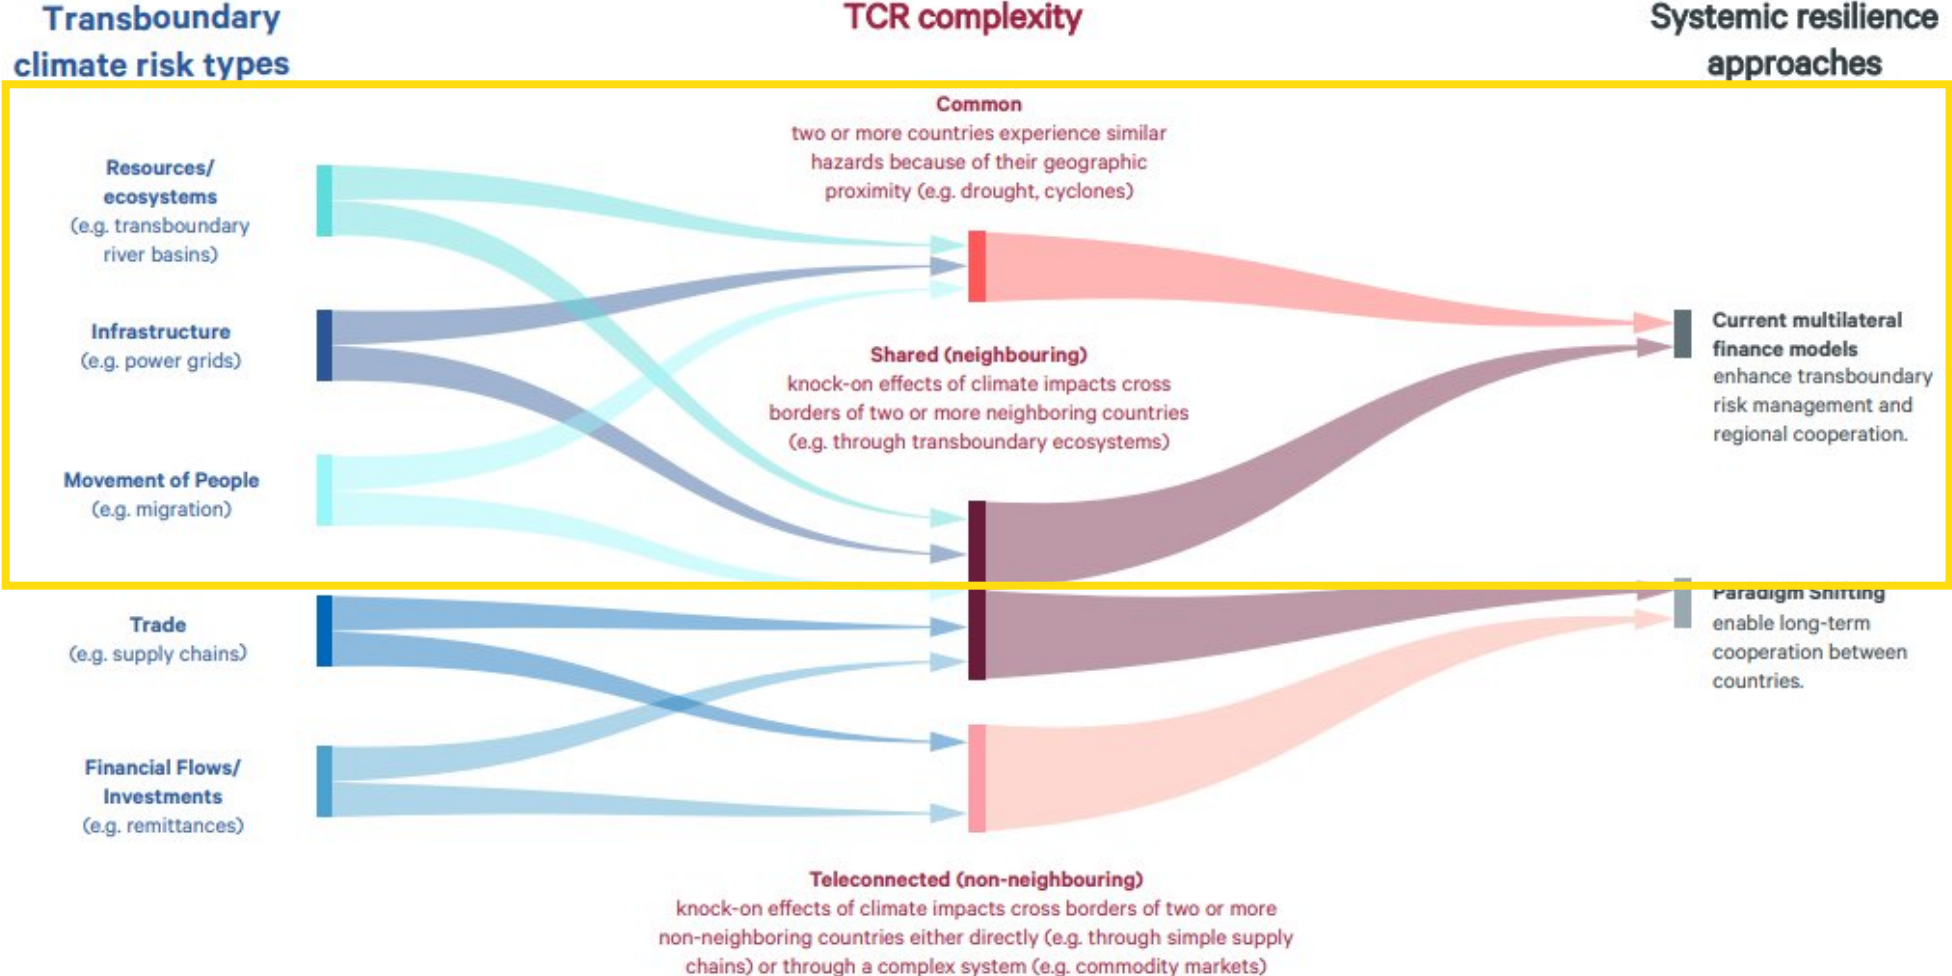 Transboundary
climate risk types
TCR complexity
Systemic resilience
approaches
Common
two or more countries experience similar
hazards because of their geographic
proximity (e.g. drought, cyclones)
Resources/
ecosystems
(e.g. transboundary
river basins)
Infrastructure
(e.g. power grids)
Shared (neighbouring)
knock-on effects of climate impacts cross
borders of two or more neighboring countries
(e.g. through transboundary ecosystems)
Current multilateral
finance models
enhance transboundary
risk management and
regional cooperation.
Movement of People
(e.g. migration)
Trade
(e.g. supply chains)
Paradigm Shifting
enable long-term
cooperation between
countries.
Financial Flows/
Investments
(e.g. remittances)
Teleconnected (non-neighbouring)
knock-on effects of climate impacts cross borders of two or more
non-neighboring countries either directly (e.g. through simple supply
chains) or through a complex system (e.g. commodity markets)